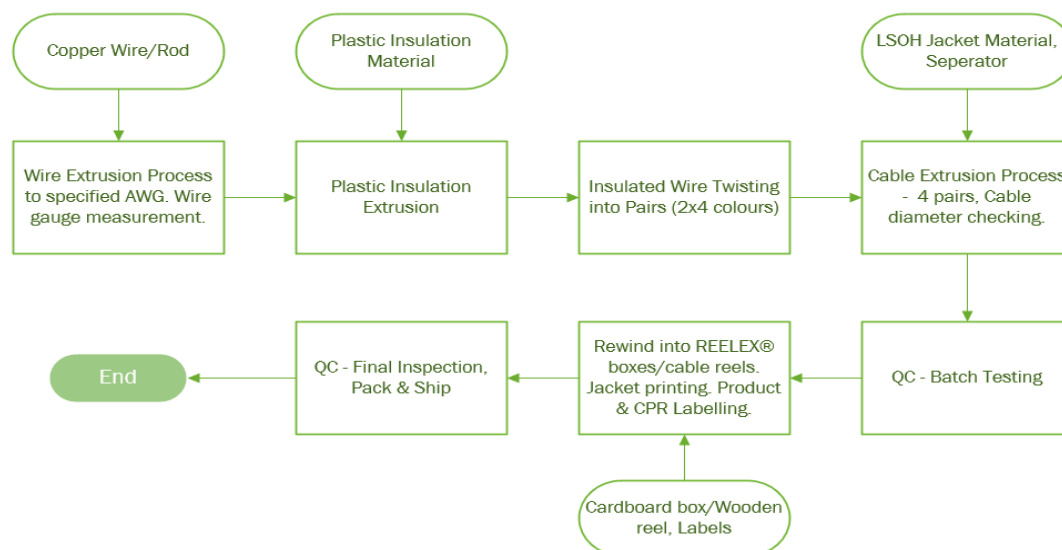 Copper Wire/Rod
Plastic Insulation
Material
LSOH Jacket Material,
Seperator
Wire Extrusion Process
to specified AWG. Wire
gauge measurement.
Plastic Insulation
Extrusion
Insulated Wire Twisting
into Pairs (2x4 colours)
Cable Extrusion Process
- 4 pairs, Cable
diameter checking.
End
QC - Final Inspection,
Pack & Ship
Rewind into REELEX®
boxes/cable reels.
Jacket printing. Product
& CPR Labelling.
QC - Batch Testing
Cardboard box/Wooden
reel, Labels